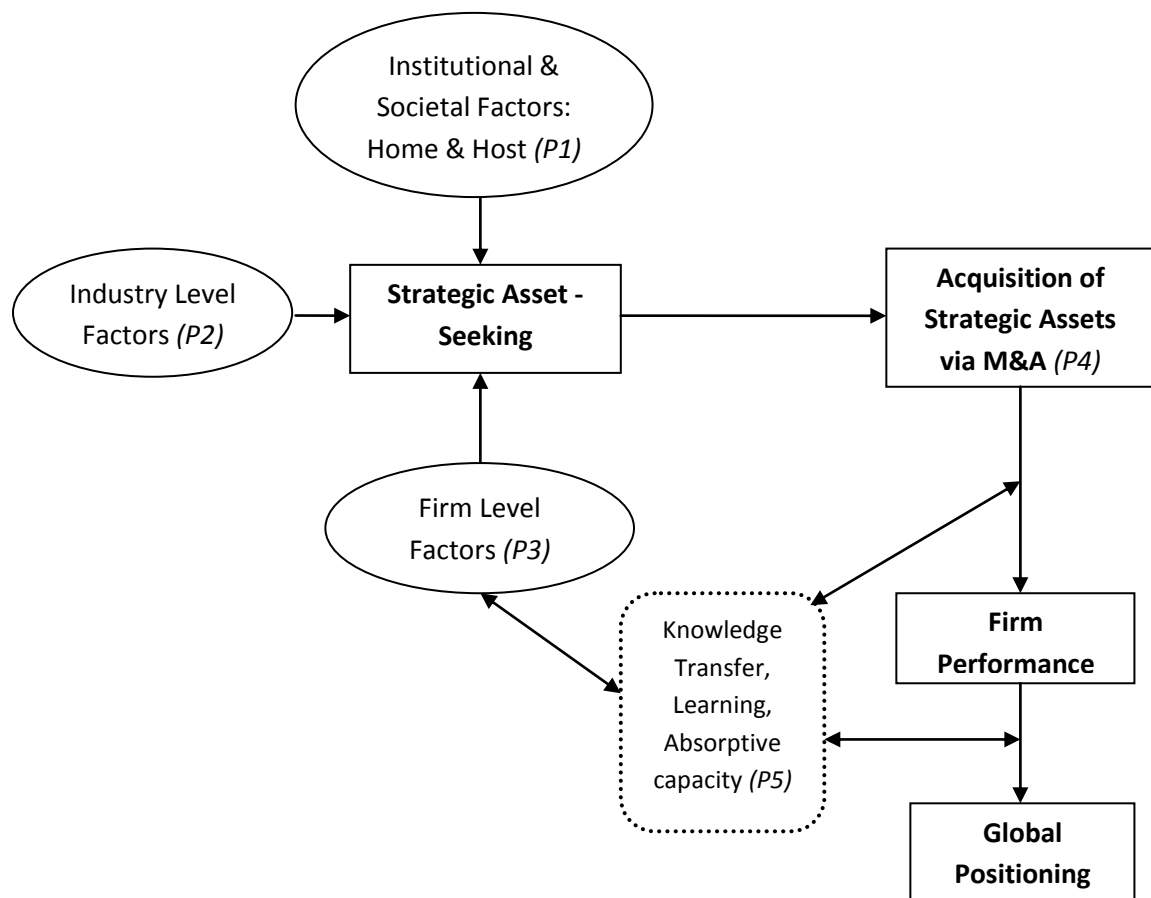 Institutional &
Societal Factors:
Home & Host (P1)
Industry Level
Factors (P2)
Strategic Asset -
Seeking
Acquisition of
Strategic Assets
via M&A (P4)
Firm Level
Factors (P3)
Knowledge
Transfer,
Learning,
Absorptive
capacity (P5)
Firm
Performance
Global
Positioning